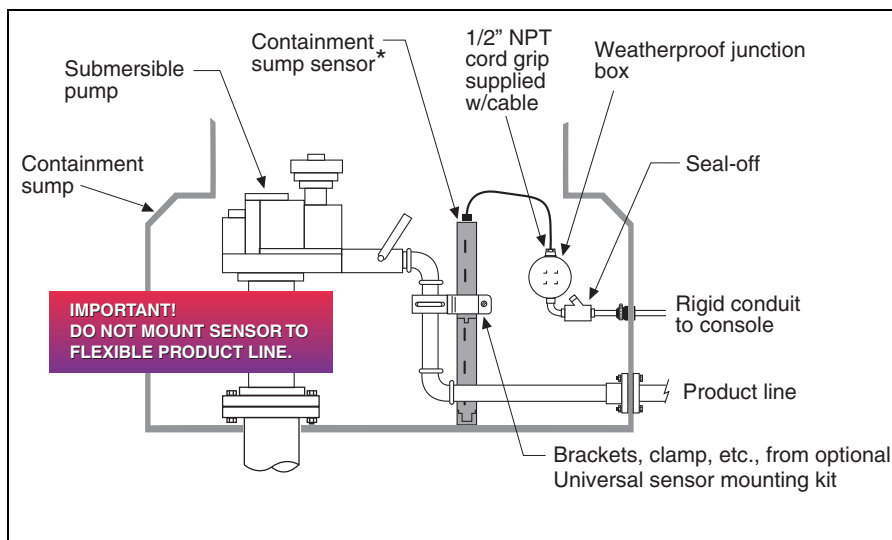 Submersible
pump
Containment
sump sensor*
1/2” NPT
cord grip
supplied
w/cable
Weatherproof junction
box
Containment
sump
Seal-off
IMPORTANT!
DO NOT MOUNT SENSOR TO
FLEXIBLE PRODUCT LINE.
Rigid conduit
to console
Product line
Brackets, clamp, etc., from optional
Universal sensor mounting kit